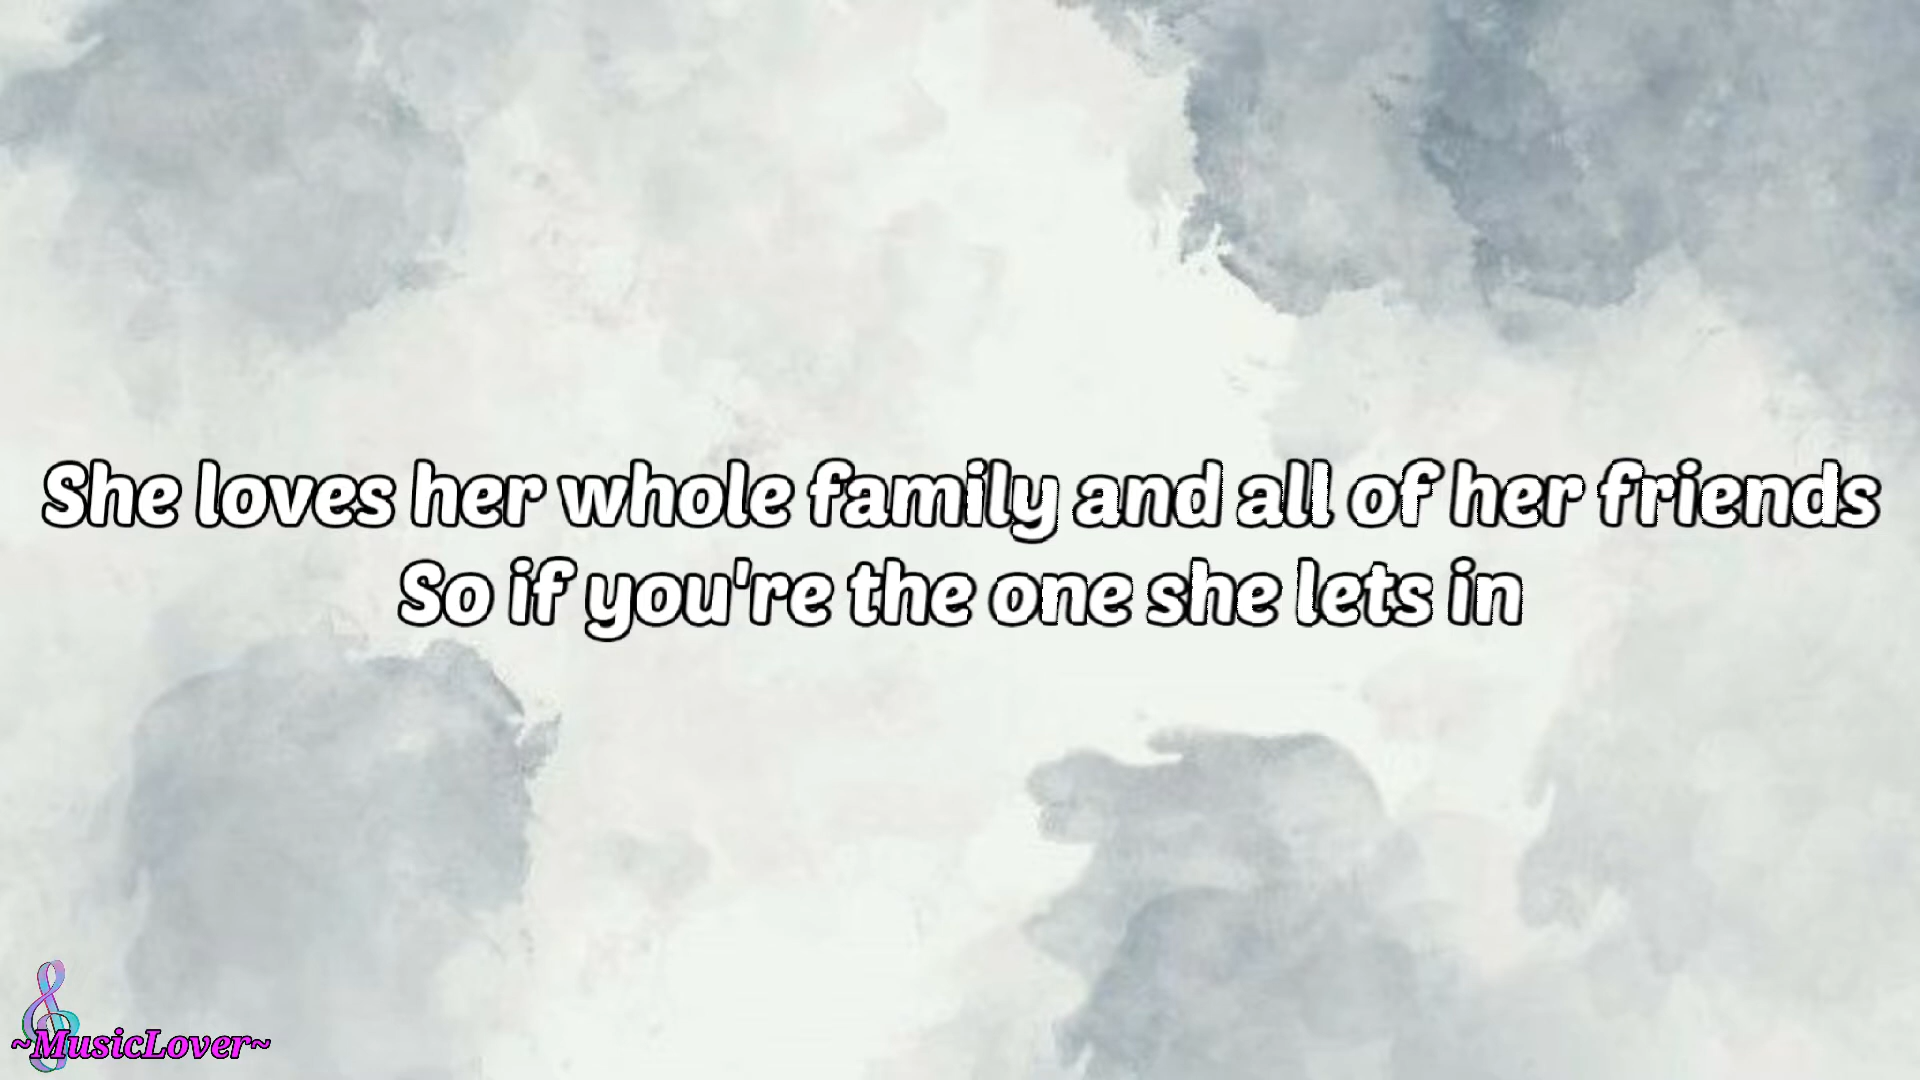 She loves her whole family and all of her friends
So if you're the one she lets in
~MusicLover~